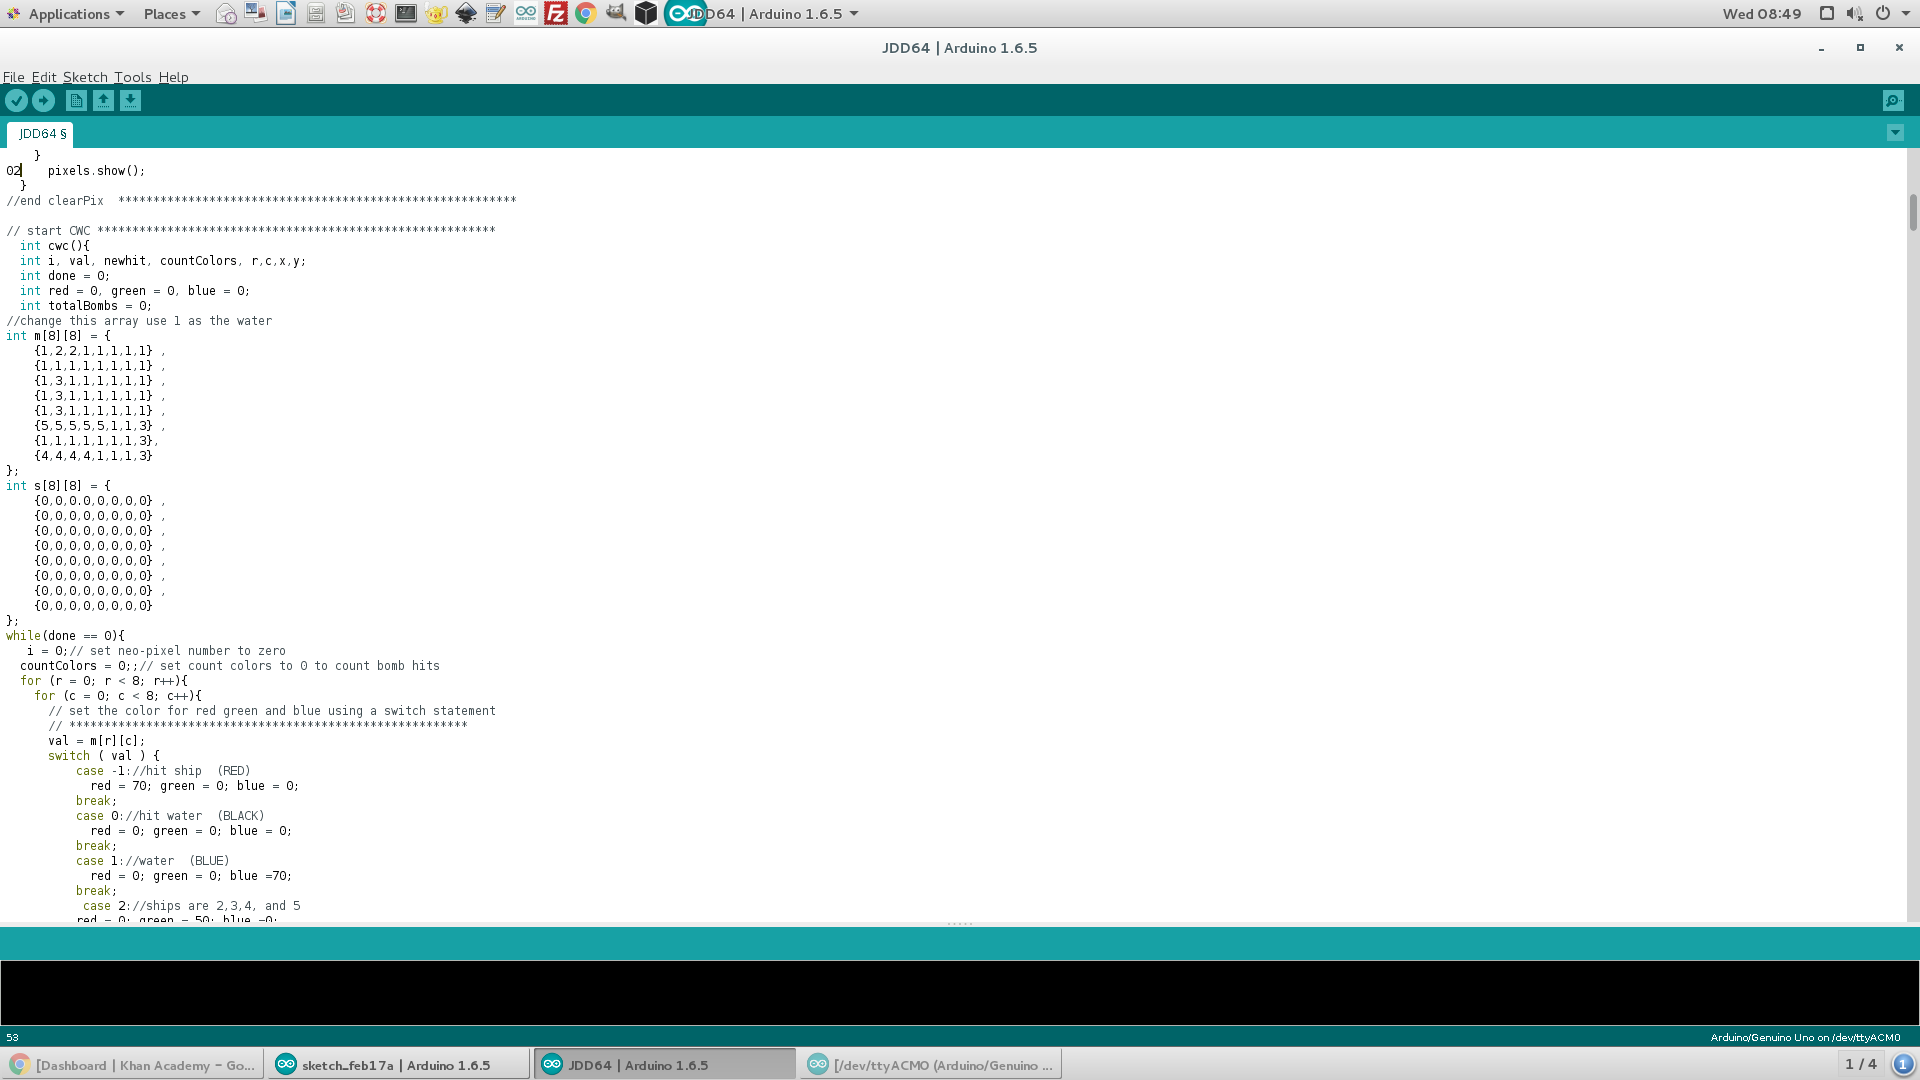 Applications Places JDD64 | Arduino 1.6.5 Wed 08:49
JDD64 | Arduino 1.6.5
File Edit Sketch Tools Help
JDD64 §
}
02    pixels.show();
}
//end clearPix  *********************************************************
// start CWC *********************************************************
int cwc(){
int i, val, newhit, countColors, r,c,x,y;
int done = 0;
int red = 0, green = 0, blue = 0;
int totalBombs = 0;
//change this array use 1 as the water
int m[8][8] = {
{1,2,2,1,1,1,1,1} ,
{1,1,1,1,1,1,1,1} ,
{1,3,1,1,1,1,1,1} ,
{1,3,1,1,1,1,1,1} ,
{1,3,1,1,1,1,1,1} ,
{5,5,5,5,5,1,1,3} ,
{1,1,1,1,1,1,1,3},
{4,4,4,4,1,1,1,3}
};
int s[8][8] = {
{0,0,0,0,0,0,0,0} ,
{0,0,0,0,0,0,0,0} ,
{0,0,0,0,0,0,0,0} ,
{0,0,0,0,0,0,0,0} ,
{0,0,0,0,0,0,0,0} ,
{0,0,0,0,0,0,0,0} ,
{0,0,0,0,0,0,0,0} ,
{0,0,0,0,0,0,0,0}
};
while(done == 0){
i = 0;// set neo-pixel number to zero
countColors = 0;;// set count colors to 0 to count bomb hits
for (r = 0; r < 8; r++){
for (c = 0; c < 8; c++){
// set the color for red green and blue using a switch statement
// *********************************************************
val = m[r][c];
switch ( val ) {
case -1://hit ship  (RED)
red = 70; green = 0; blue = 0;
break;
case 0://hit water  (BLACK)
red = 0; green = 0; blue = 0;
break;
case 1://water  (BLUE)
red = 0; green = 0; blue =70;
break;
case 2://ships are 2,3,4, and 5
red = 0; green = 50; blue =0;
53 Arduino/Genuino Uno on /dev/ttyACM0
[Dashboard | Khan Academy - Go... sketch_feb17a | Arduino 1.6.5 JDD64 | Arduino 1.6.5 [/dev/ttyACM0 (Arduino/Genuino ... 1 / 4 1